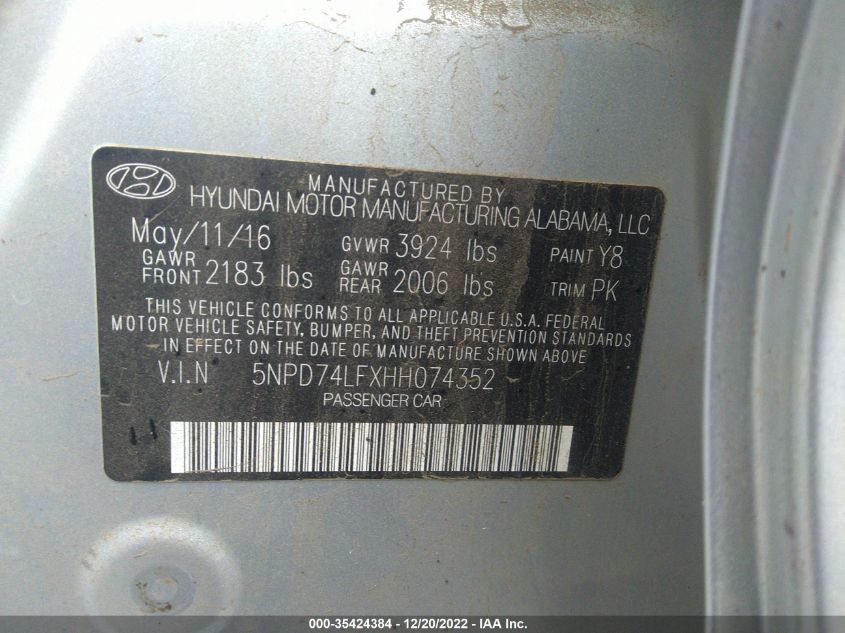 MANUFACTURED BY
HYUNDAI MOTOR MANUFACTURING ALABAMA, LLC
May/11/16 GVWR 3924 lbs PAINT Y8
GAWR FRONT 2183 lbs GAWR REAR 2006 lbs TRIM PK
THIS VEHICLE CONFORMS TO ALL APPLICABLE U.S.A. FEDERAL
MOTOR VEHICLE SAFETY, BUMPER, AND THEFT PREVENTION STANDARDS
IN EFFECT ON THE DATE OF MANUFACTURE SHOWN ABOVE
V.I.N 5NPD74LFXHH074352
PASSENGER CAR
000-35424384 - 12/20/2022 - IAA Inc.